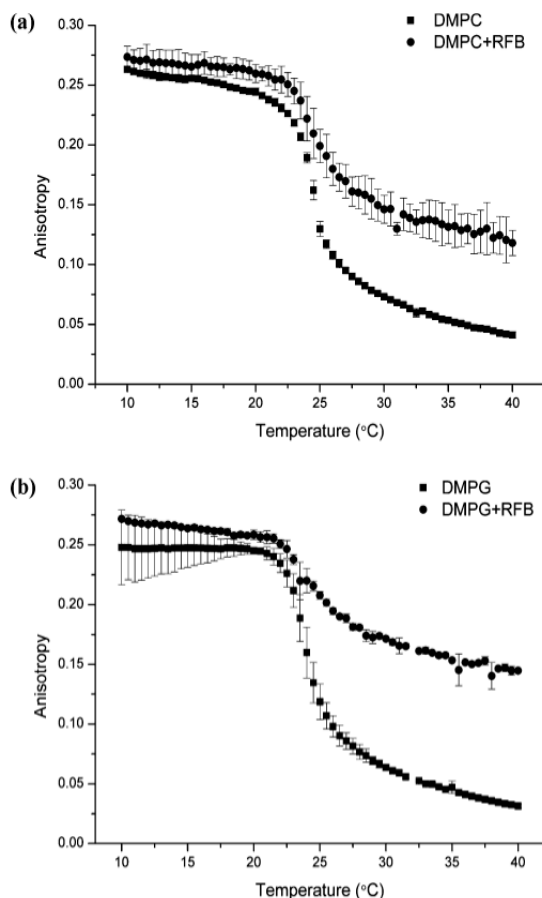 (a)
DMPC
DMPC+RFB
0.30
0.25
0.20
0.15
0.10
0.05
0.00
Anisotropy
10 15 20 25 30 35 40
Temperature (°C)
(b)
DMPG
DMPG+RFB
0.30
0.25
0.20
0.15
0.10
0.05
0.00
Anisotropy
10 15 20 25 30 35 40
Temperature (°C)